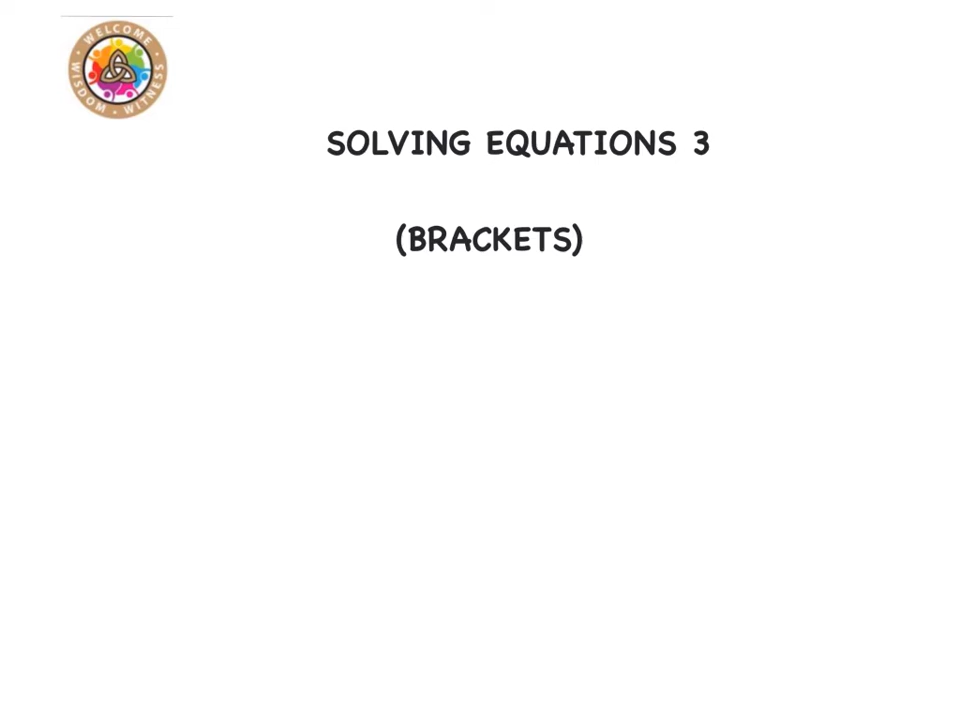 WELCOME · WITNESS · WISDOM ·
SOLVING EQUATIONS 3
(BRACKETS)